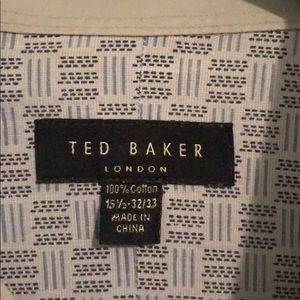 TED BAKER
LONDON
100% Cotton
15½-32/33
MADE IN
CHINA